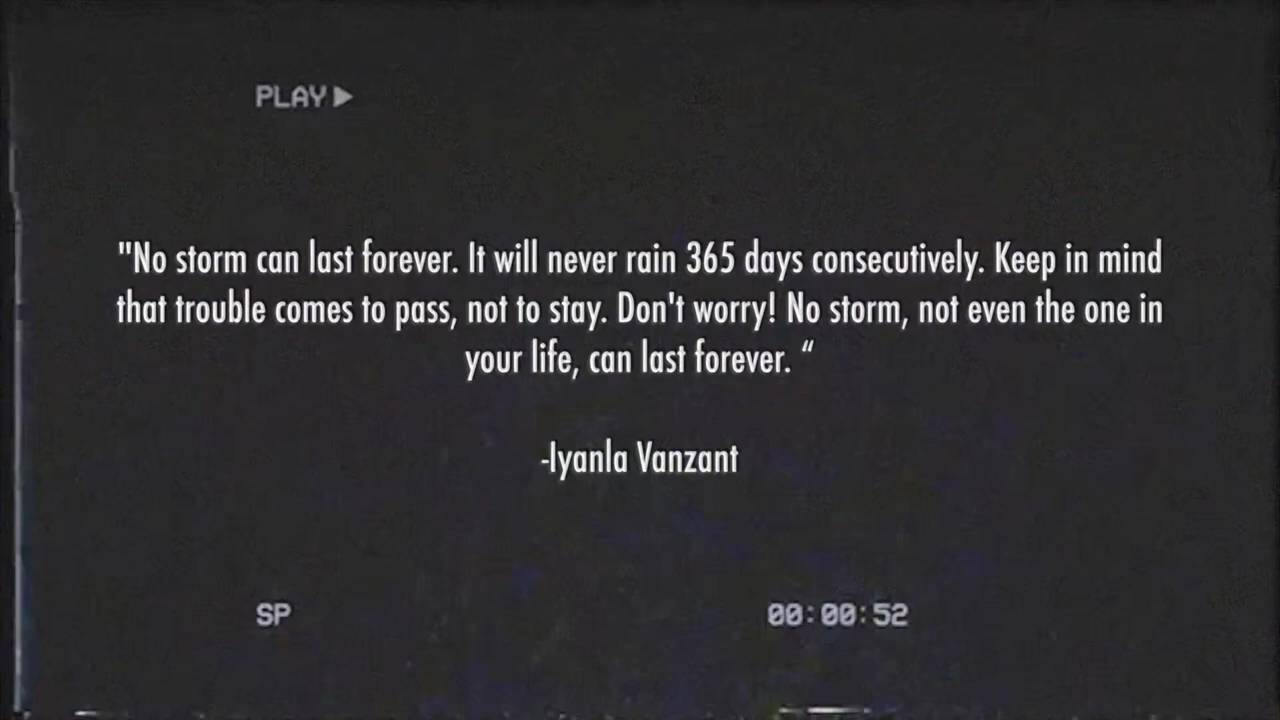 PLAY ▶
"No storm can last forever. It will never rain 365 days consecutively. Keep in mind
that trouble comes to pass, not to stay. Don't worry! No storm, not even the one in
your life, can last forever. “
-Iyanla Vanzant
SP
00:00:52